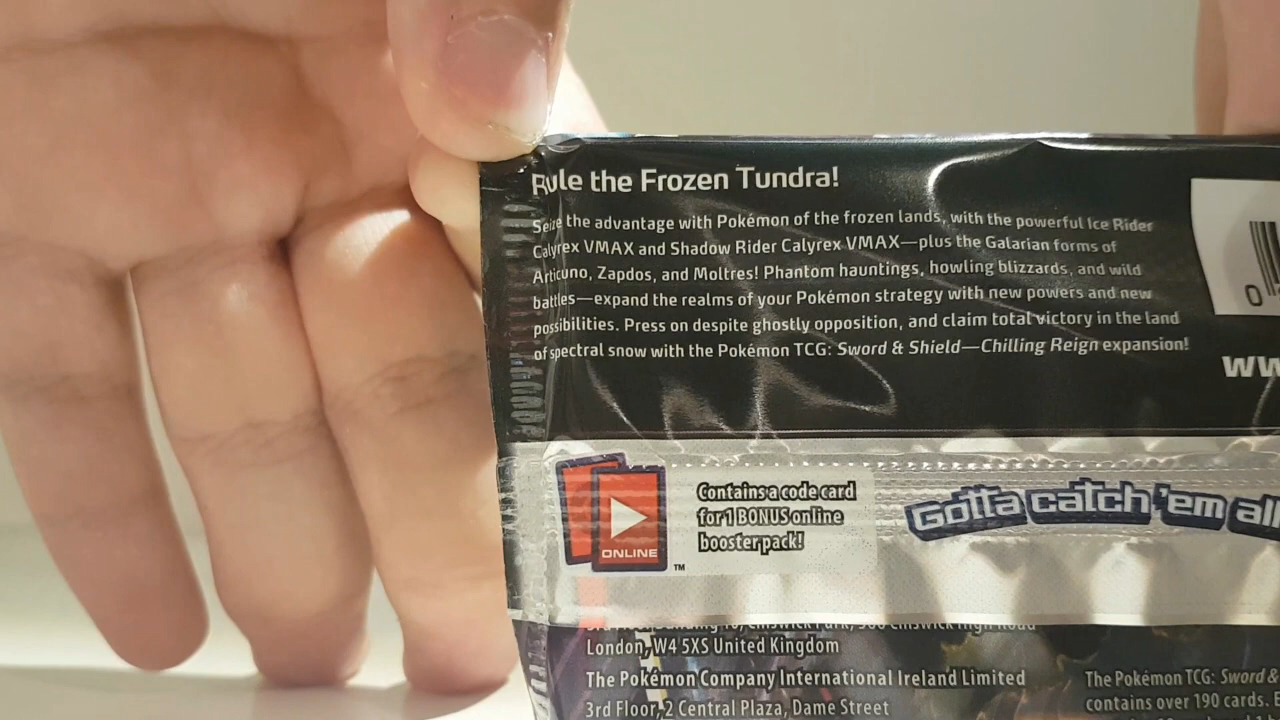 Rule the Frozen Tundra!
Seize the advantage with Pokémon of the frozen lands, with the powerful Ice Rider
Calyrex VMAX and Shadow Rider Calyrex VMAX—plus the Galarian forms of
Articuno, Zapdos, and Moltres! Phantom hauntings, howling blizzards, and wild
battles—expand the realms of your Pokémon strategy with new powers and new
possibilities. Press on despite ghostly opposition, and claim total victory in the land
of spectral snow with the Pokémon TCG: Sword & Shield—Chilling Reign expansion!
0
ww
ONLINE
TM
Contains a code card
for 1 BONUS online
booster pack!
Gotta catch 'em all
London, W4 5XS United Kingdom
The Pokémon Company International Ireland Limited
3rd Floor, 2 Central Plaza, Dame Street
The Pokémon TCG: Sword &
contains over 190 cards.